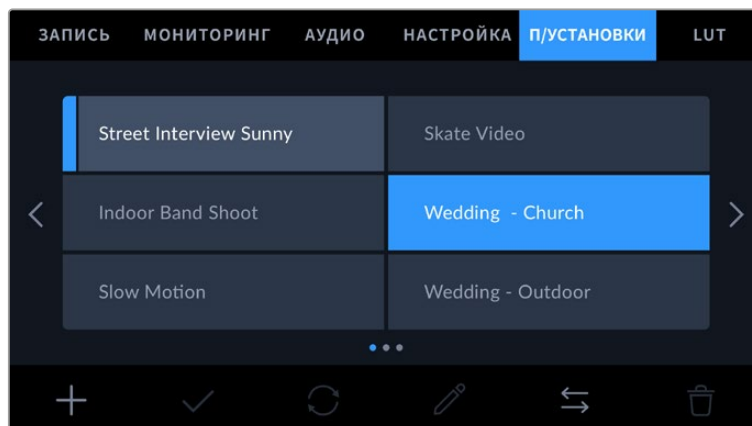 ЗАПИСЬ МОНИТОРИНГ АУДИО НАСТРОЙКА П/УСТАНОВКИ LUT
Street Interview Sunny Skate Video
Indoor Band Shoot Wedding - Church
Slow Motion Wedding - Outdoor